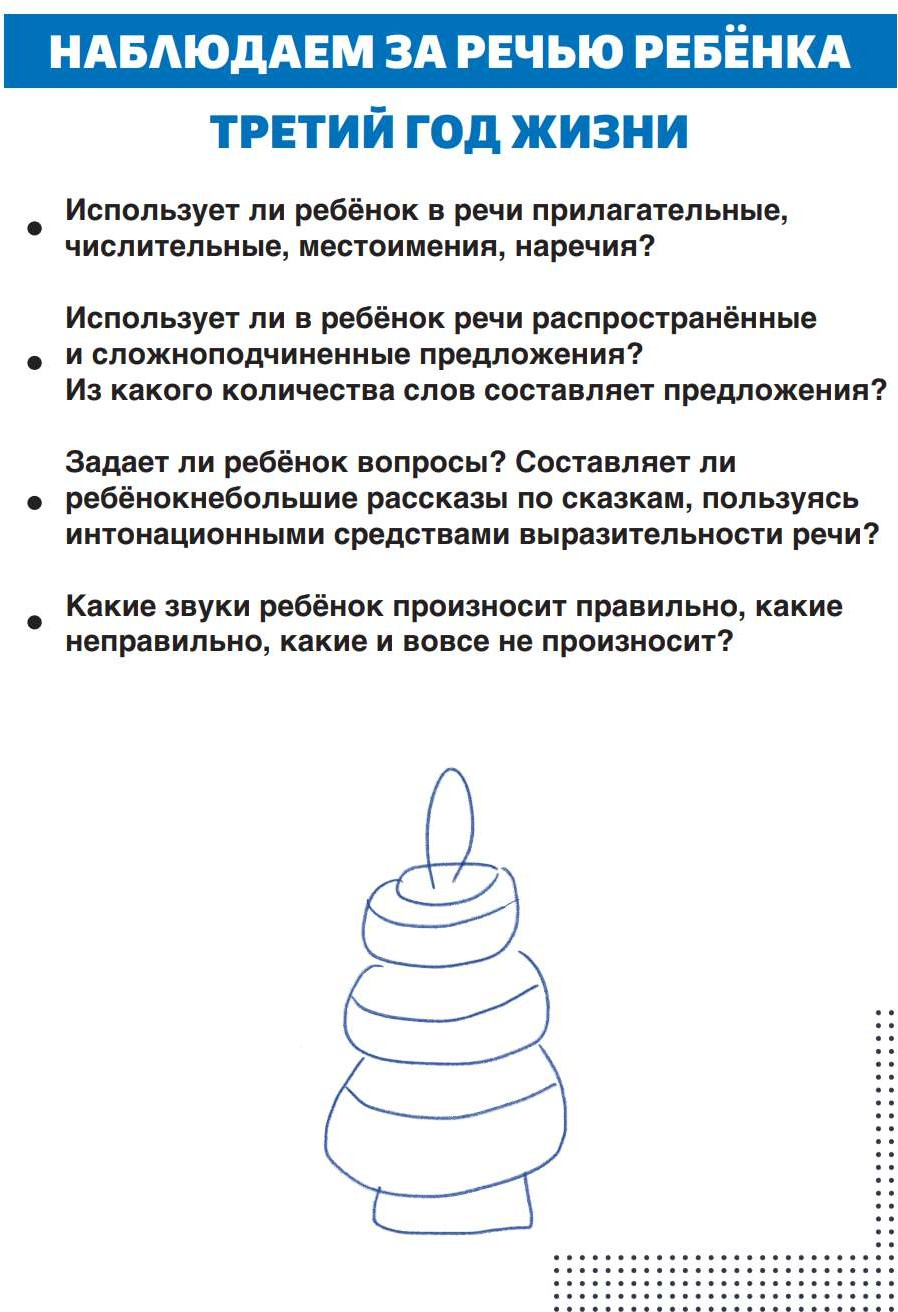 НАБЛЮДАЕМ ЗА РЕЧЬЮ РЕБЁНКА
ТРЕТИЙ ГОД ЖИЗНИ
• Использует ли ребёнок в речи прилагательные,
числительные, местоимения, наречия?
• Использует ли в ребёнок речи распространённые
и сложноподчиненные предложения?
Из какого количества слов составляет предложения?
• Задает ли ребёнок вопросы? Составляет ли
ребёнокнебольшие рассказы по сказкам, пользуясь
интонационными средствами выразительности речи?
• Какие звуки ребёнок произносит правильно, какие
неправильно, какие и вовсе не произносит?